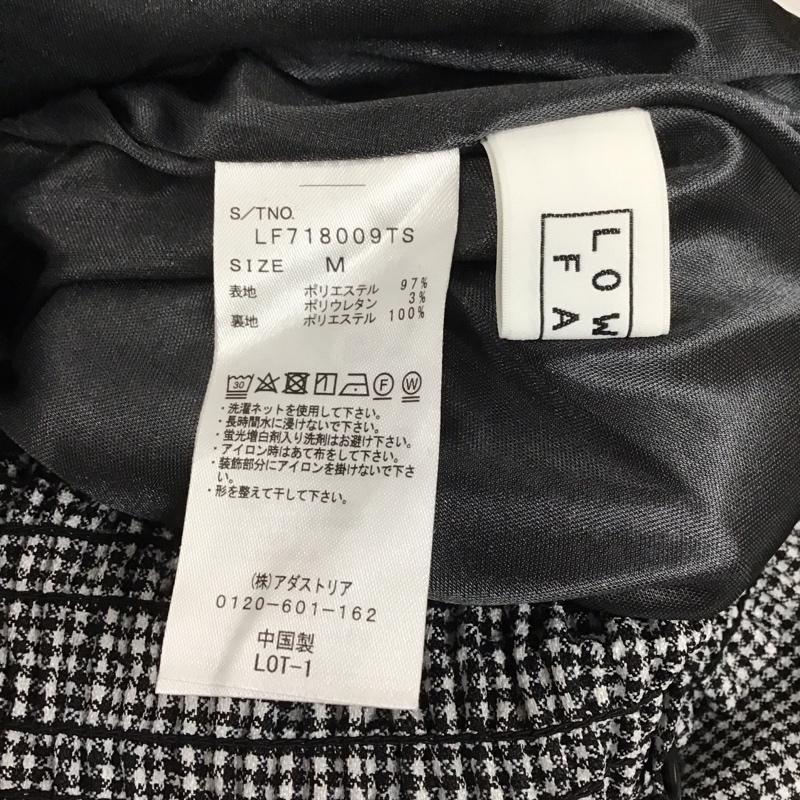 S/TNO.
LF718009TS
SIZE M
表地 ポリエステル 97%
ポリウレタン 3%
裏地 ポリエステル 100%
30 F W
・洗濯ネットを使用して下さい。
・長時間水に浸けないで下さい。
・蛍光増白剤入り洗剤はお避け下さい。
・アイロン時はあて布をして下さい。
・装飾部分にアイロンを掛けないで下さ
い。
・形を整えて干して下さい。
(株)アダストリア
0120-601-162
中国製
LOT-1
LOW
FA